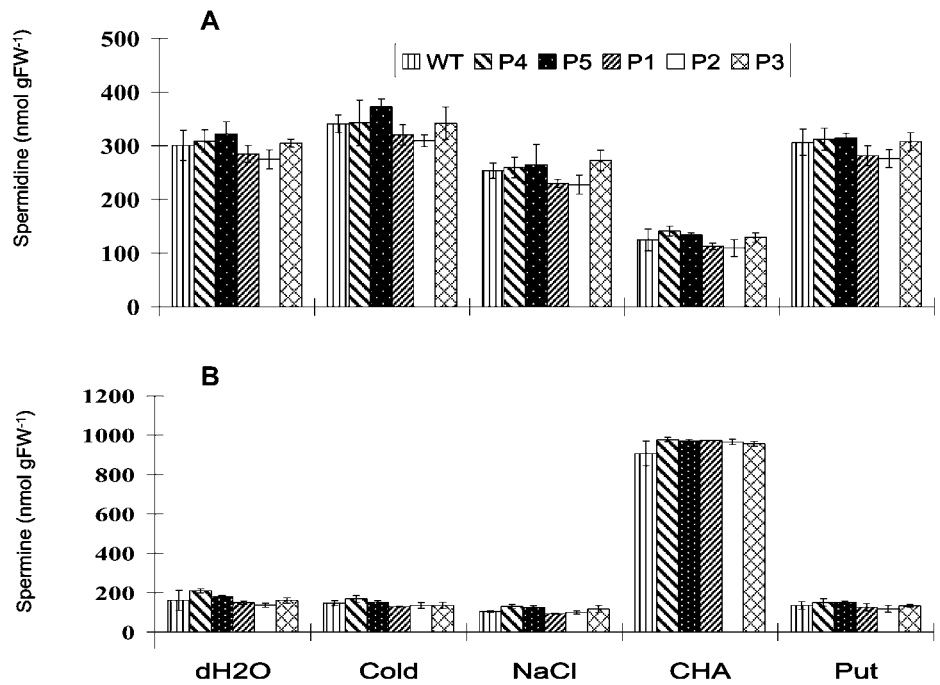 A
500
400
300
200
100
0
Spermidine (nmol gFW⁻¹)
WT P4 P5 P1 P2 P3
B
1200
1000
800
600
400
200
0
Spermine (nmol gFW⁻¹)
dH2O Cold NaCl CHA Put